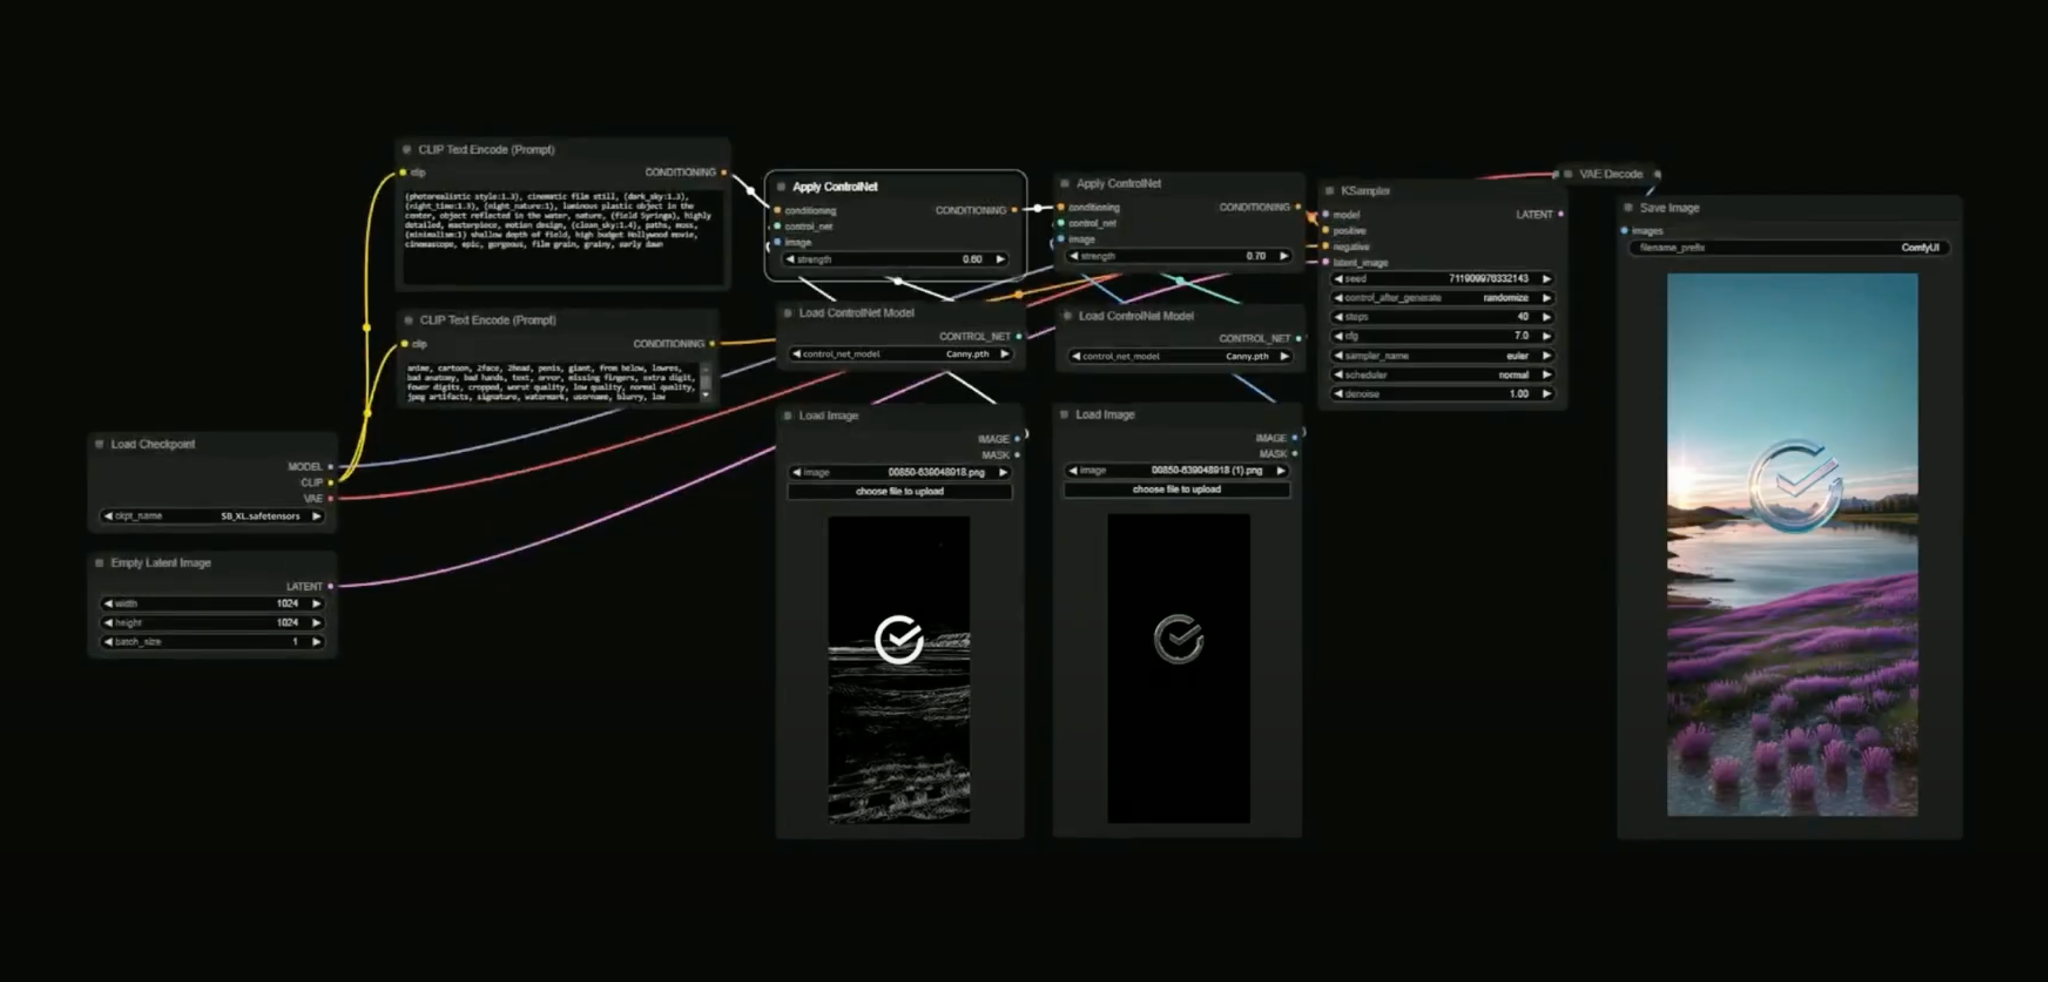 CLIP Text Encode (Prompt)
clip
CONDITIONING
(photorealistic style:1.3), cinematic film still, (dark_sky:1.3),
(night_time:1.3), (night_nature:1), luminous plastic object in the
center, object reflected in the water, nature, (field Syringa), highly
detailed, masterpiece, motion design, (clean_sky:1.4), paths, moss,
(minimalism:1) shallow depth of field, high budget Hollywood movie,
cinemascope, epic, gorgeous, film grain, grainy, early dawn
CLIP Text Encode (Prompt)
clip
CONDITIONING
anime, cartoon, 2face, 2head, penis, giant, from below, lowres,
bad anatomy, bad hands, text, error, missing fingers, extra digit,
fewer digits, cropped, worst quality, low quality, normal quality,
jpeg artifacts, signature, watermark, username, blurry, low
Load Checkpoint
MODEL
CLIP
VAE
ckpt_name SB_XL.safetensors
Empty Latent Image
LATENT
width 1024
height 1024
batch_size 1
Apply ControlNet
conditioning CONDITIONING
control_net
image
strength 0.60
Load ControlNet Model
CONTROL_NET
control_net_model Canny.pth
Load Image
IMAGE
MASK
image 00850-639048918.png
choose file to upload
Apply ControlNet
conditioning CONDITIONING
control_net
image
strength 0.70
Load ControlNet Model
CONTROL_NET
control_net_model Canny.pth
Load Image
IMAGE
MASK
image 00850-639048918 (1).png
choose file to upload
KSampler
model LATENT
positive
negative
latent_image
seed 711909976332143
control_after_generate randomize
steps 40
cfg 7.0
sampler_name euler
scheduler normal
denoise 1.00
VAE Decode
Save Image
images
filename_prefix ComfyUI